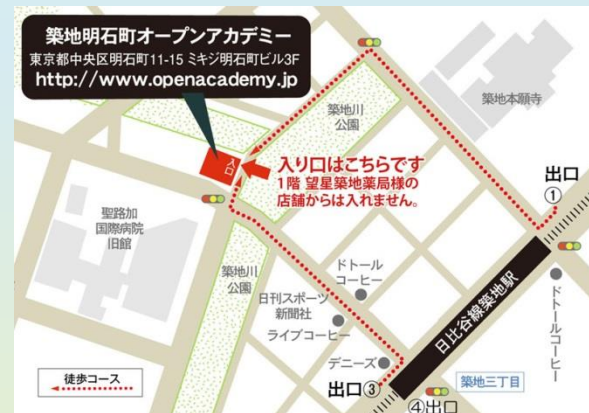 築地明石町オープンアカデミー
東京都中央区明石町11-15 ミキジ明石町ビル3F
http://www.openacademy.jp
築地川
公園
築地本願寺
入口
入り口はこちらです
1階 望星築地薬局様の
店舗からは入れません。
出口
①
聖路加
国際病院
旧館
築地川
公園
ドトール
コーヒー
日刊スポーツ
新聞社
ライブコーヒー
デニーズ
日比谷線築地駅
ドトールコーヒー
徒歩コース
出口③
築地三丁目
④出口